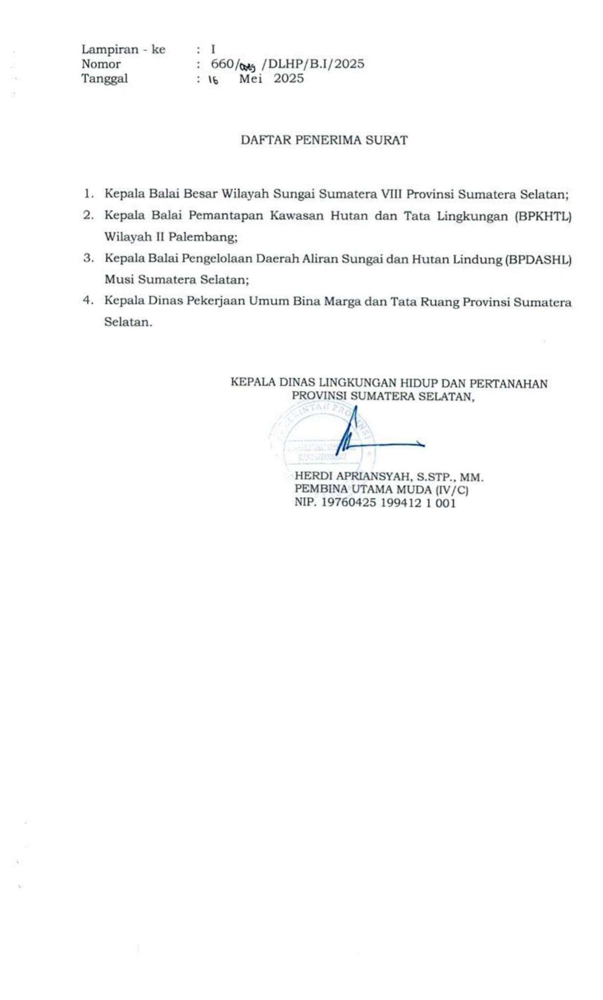 Lampiran - ke : I
Nomor : 660/ /DLHP/B.I/2025
Tanggal : 16 Mei 2025
DAFTAR PENERIMA SURAT
1. Kepala Balai Besar Wilayah Sungai Sumatera VIII Provinsi Sumatera Selatan;
2. Kepala Balai Pemantapan Kawasan Hutan dan Tata Lingkungan (BPKHTL)
Wilayah II Palembang;
3. Kepala Balai Pengelolaan Daerah Aliran Sungai dan Hutan Lindung (BPDASHL)
Musi Sumatera Selatan;
4. Kepala Dinas Pekerjaan Umum Bina Marga dan Tata Ruang Provinsi Sumatera
Selatan.
KEPALA DINAS LINGKUNGAN HIDUP DAN PERTANAHAN
PROVINSI SUMATERA SELATAN,
HERDI APRIANSYAH, S.STP., MM.
PEMBINA UTAMA MUDA (IV/C)
NIP. 19760425 199412 1 001